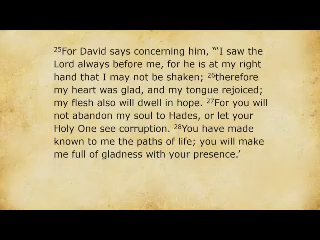 ²⁵For David says concerning him, “‘I saw the
Lord always before me, for he is at my right
hand that I may not be shaken; ²⁶therefore
my heart was glad, and my tongue rejoiced;
my flesh also will dwell in hope. ²⁷For you will
not abandon my soul to Hades, or let your
Holy One see corruption. ²⁸You have made
known to me the paths of life; you will make
me full of gladness with your presence.’